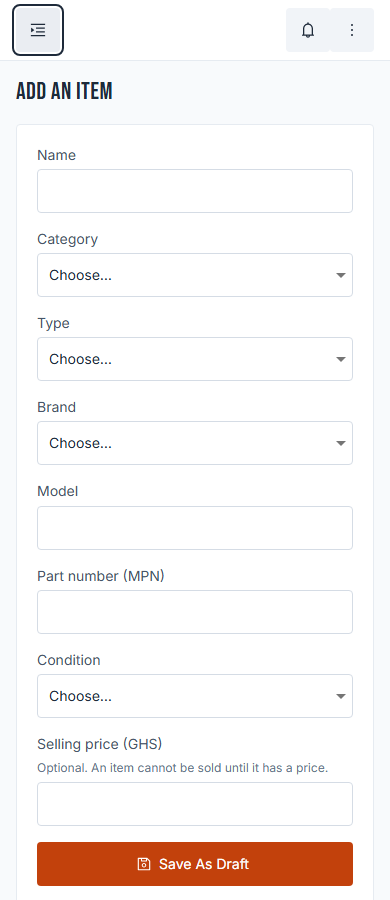 ADD AN ITEM
Name
Category
Choose...
Type
Choose...
Brand
Choose...
Model
Part number (MPN)
Condition
Choose...
Selling price (GHS)
Optional. An item cannot be sold until it has a price.
Save As Draft